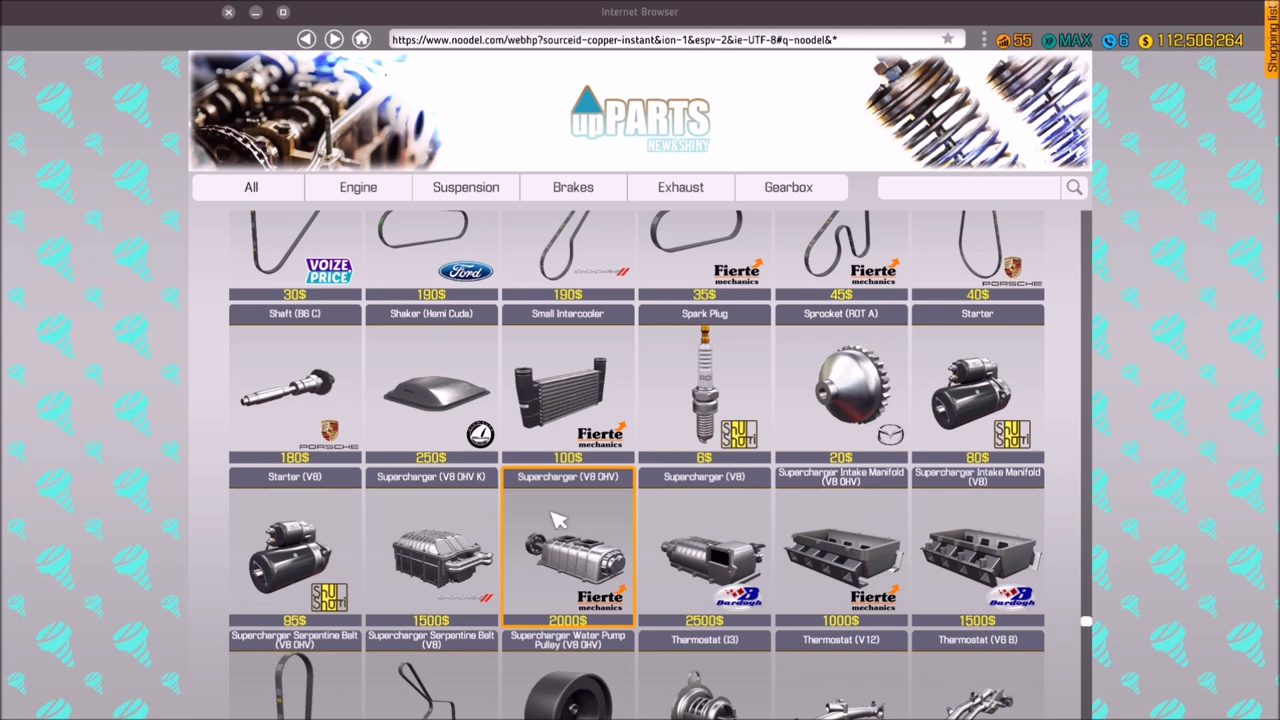 Internet Browser
https://www.noodel.com/webhp?sourceid-copper-instant&ion-1&espv-2&ie-UTF-8#q-noodel&*
55 XP MAX 6 $ 112,506,264
Shopping list
upPARTS
NEW&SHINY
All Engine Suspension Brakes Exhaust Gearbox
VOIZE PRICE Ford DODGE Fierte mechanics Fierte mechanics PORSCHE
30$ 190$ 190$ 35$ 45$ 40$
Shaft (B6 C) Shaker (Hemi Cuda) Small Intercooler Spark Plug Sprocket (ROT A) Starter
PORSCHE Fierte mechanics Shu Shuri Shu Shuri
180$ 250$ 100$ 6$ 20$ 80$
Starter (V8) Supercharger (V8 OHV K) Supercharger (V8 OHV) Supercharger (V8) Supercharger Intake Manifold (V8 OHV) Supercharger Intake Manifold (V8)
Shu Shuri DODGE Fierte mechanics Bardogh Fierte mechanics Bardogh
95$ 1500$ 2000$ 2500$ 1000$ 1500$
Supercharger Serpentine Belt (V8 OHV) Supercharger Serpentine Belt (V8) Supercharger Water Pump Pulley (V8 OHV) Thermostat (I3) Thermostat (V12) Thermostat (V6 B)